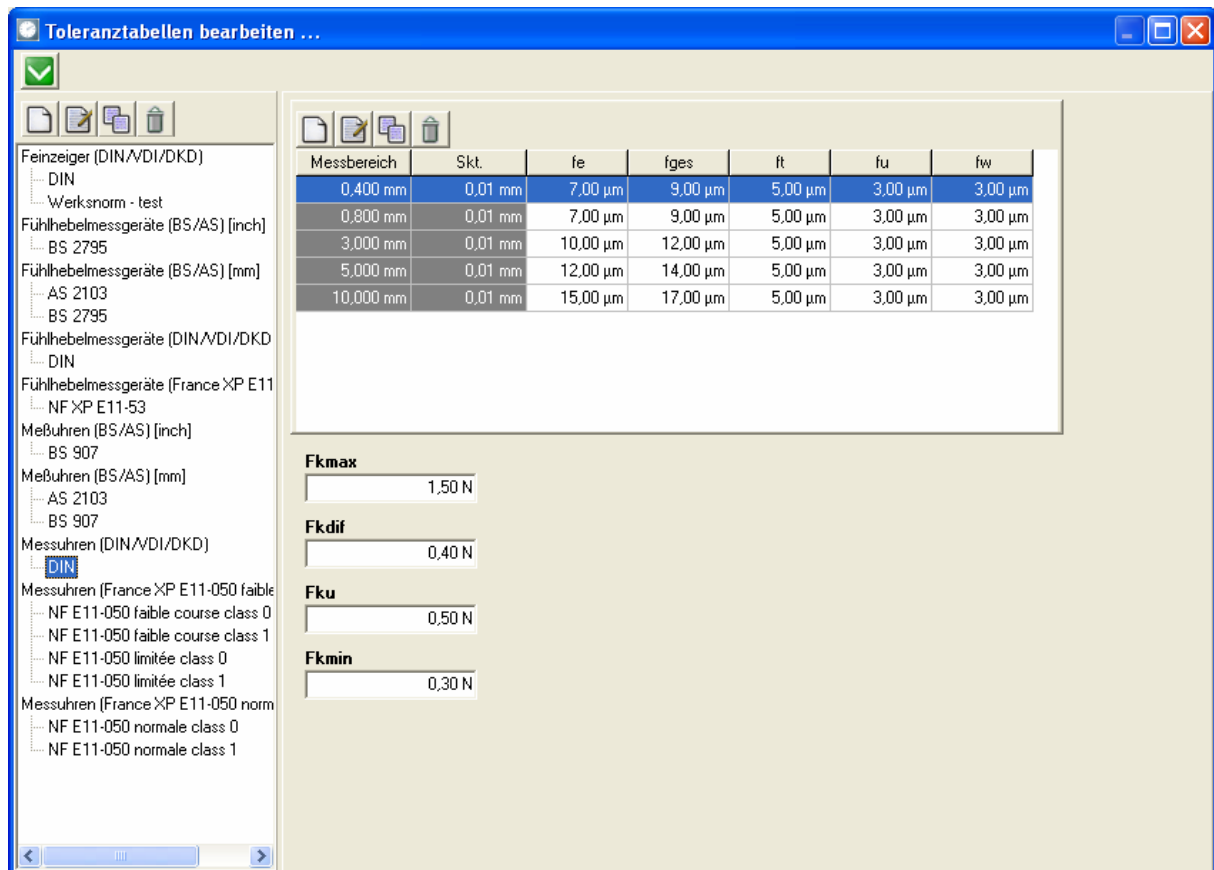 Toleranztabellen bearbeiten ...
Feinzeiger (DIN/VDI/DKD)
DIN
Werksnorm - test
Fühlhebelmessgeräte (BS/AS) [inch]
BS 2795
Fühlhebelmessgeräte (BS/AS) [mm]
AS 2103
BS 2795
Fühlhebelmessgeräte (DIN/VDI/DKD
DIN
Fühlhebelmessgeräte (France XP E11
NF XP E11-53
Meßuhren (BS/AS) [inch]
BS 907
Meßuhren (BS/AS) [mm]
AS 2103
BS 907
Messuhren (DIN/VDI/DKD)
DIN
Messuhren (France XP E11-050 faible
NF E11-050 faible course class 0
NF E11-050 faible course class 1
NF E11-050 limitée class 0
NF E11-050 limitée class 1
Messuhren (France XP E11-050 norm
NF E11-050 normale class 0
NF E11-050 normale class 1
Messbereich Skt. fe fges ft fu fw
0,400 mm 0,01 mm 7,00 µm 9,00 µm 5,00 µm 3,00 µm 3,00 µm
0,800 mm 0,01 mm 7,00 µm 9,00 µm 5,00 µm 3,00 µm 3,00 µm
3,000 mm 0,01 mm 10,00 µm 12,00 µm 5,00 µm 3,00 µm 3,00 µm
5,000 mm 0,01 mm 12,00 µm 14,00 µm 5,00 µm 3,00 µm 3,00 µm
10,000 mm 0,01 mm 15,00 µm 17,00 µm 5,00 µm 3,00 µm 3,00 µm
Fkmax
1,50 N
Fkdif
0,40 N
Fku
0,50 N
Fkmin
0,30 N